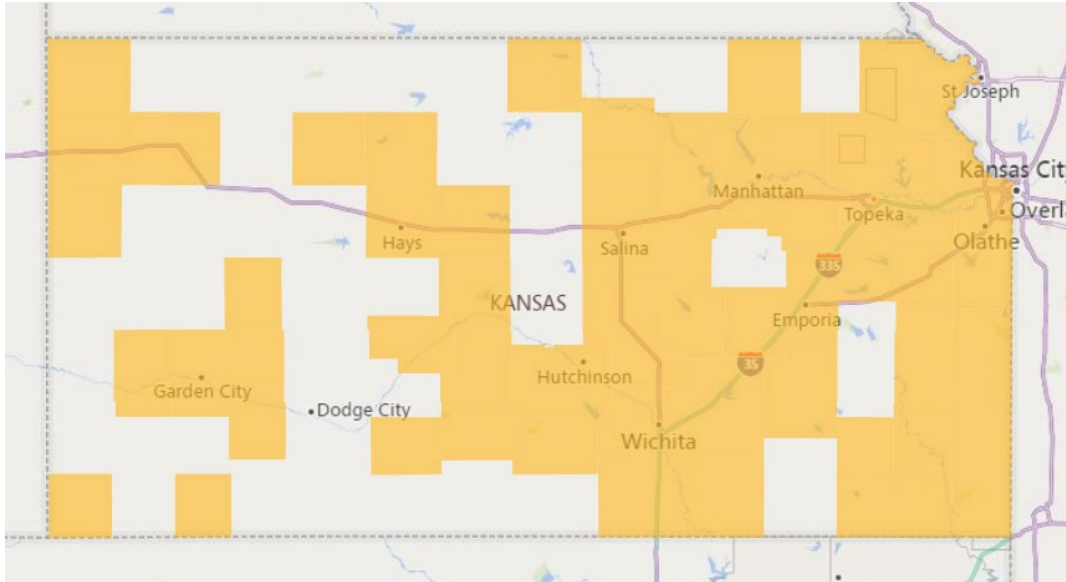 St Joseph
Kansas City
Manhattan
Topeka
Overla
Hays
Salina
Olathe
335
KANSAS
Emporia
35
Garden City
Hutchinson
Dodge City
Wichita